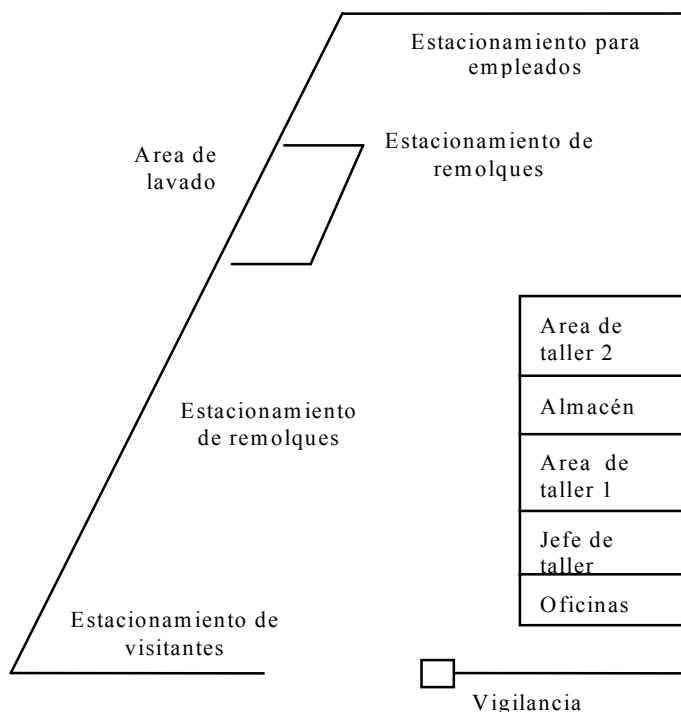 Estacionamiento para
empleados
Area de
lavado
Estacionamiento de
remolques
Area de
taller 2
Almacén
Estacionamiento
de remolques
Area de
taller 1
Jefe de
taller
Oficinas
Estacionamiento de
visitantes
Vigilancia